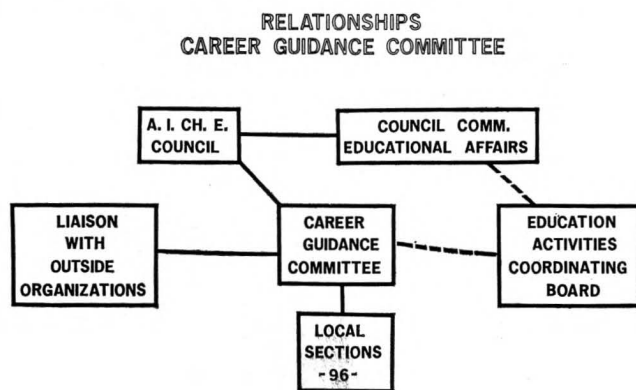 RELATIONSHIPS
CAREER GUIDANCE COMMITTEE
A. I. CH. E.
COUNCIL
COUNCIL COMM.
EDUCATIONAL AFFAIRS
LIAISON
WITH
OUTSIDE
ORGANIZATIONS
CAREER
GUIDANCE
COMMITTEE
EDUCATION
ACTIVITIES
COORDINATING
BOARD
LOCAL
SECTIONS
-96-